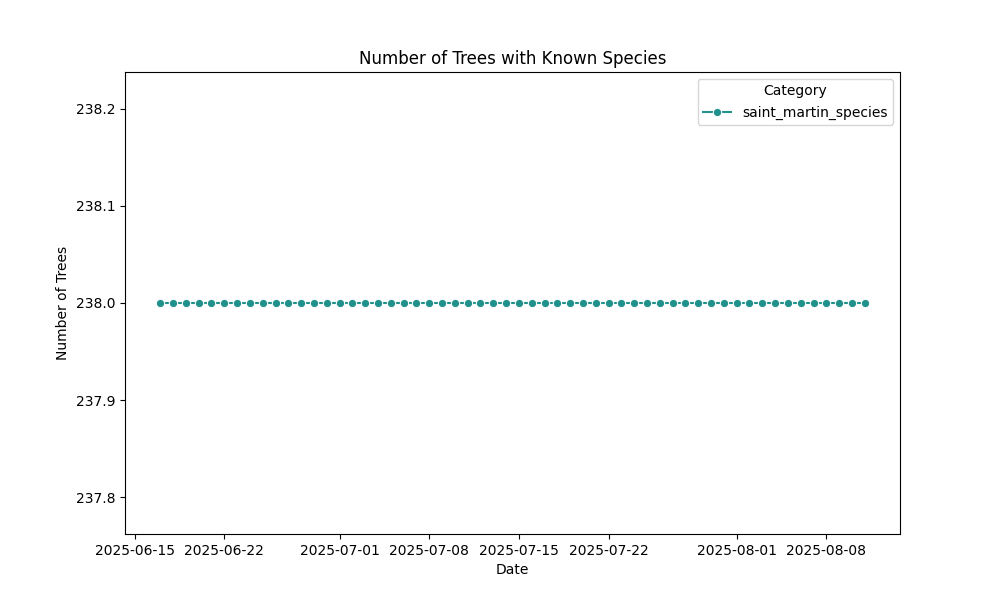 Number of Trees with Known Species
Category
saint_martin_species
238.2
238.1
238.0
237.9
237.8
Number of Trees
2025-06-15 2025-06-22 2025-07-01 2025-07-08 2025-07-15 2025-07-22 2025-08-01 2025-08-08
Date